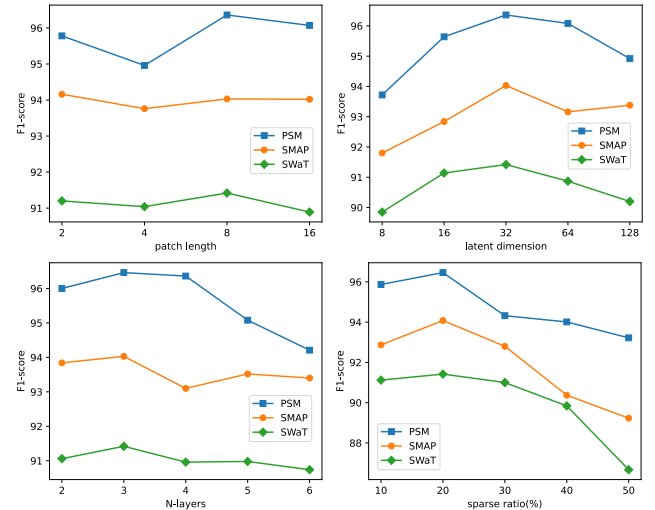 96
95
94
93
92
91
F1-score
2
4
8
16
patch length
PSM
SMAP
SWaT
96
95
94
93
92
91
90
F1-score
8
16
32
64
128
latent dimension
PSM
SMAP
SWaT
96
95
94
93
92
91
F1-score
2
3
4
5
6
N-layers
PSM
SMAP
SWaT
96
94
92
90
88
F1-score
10
20
30
40
50
sparse ratio(%)
PSM
SMAP
SWaT